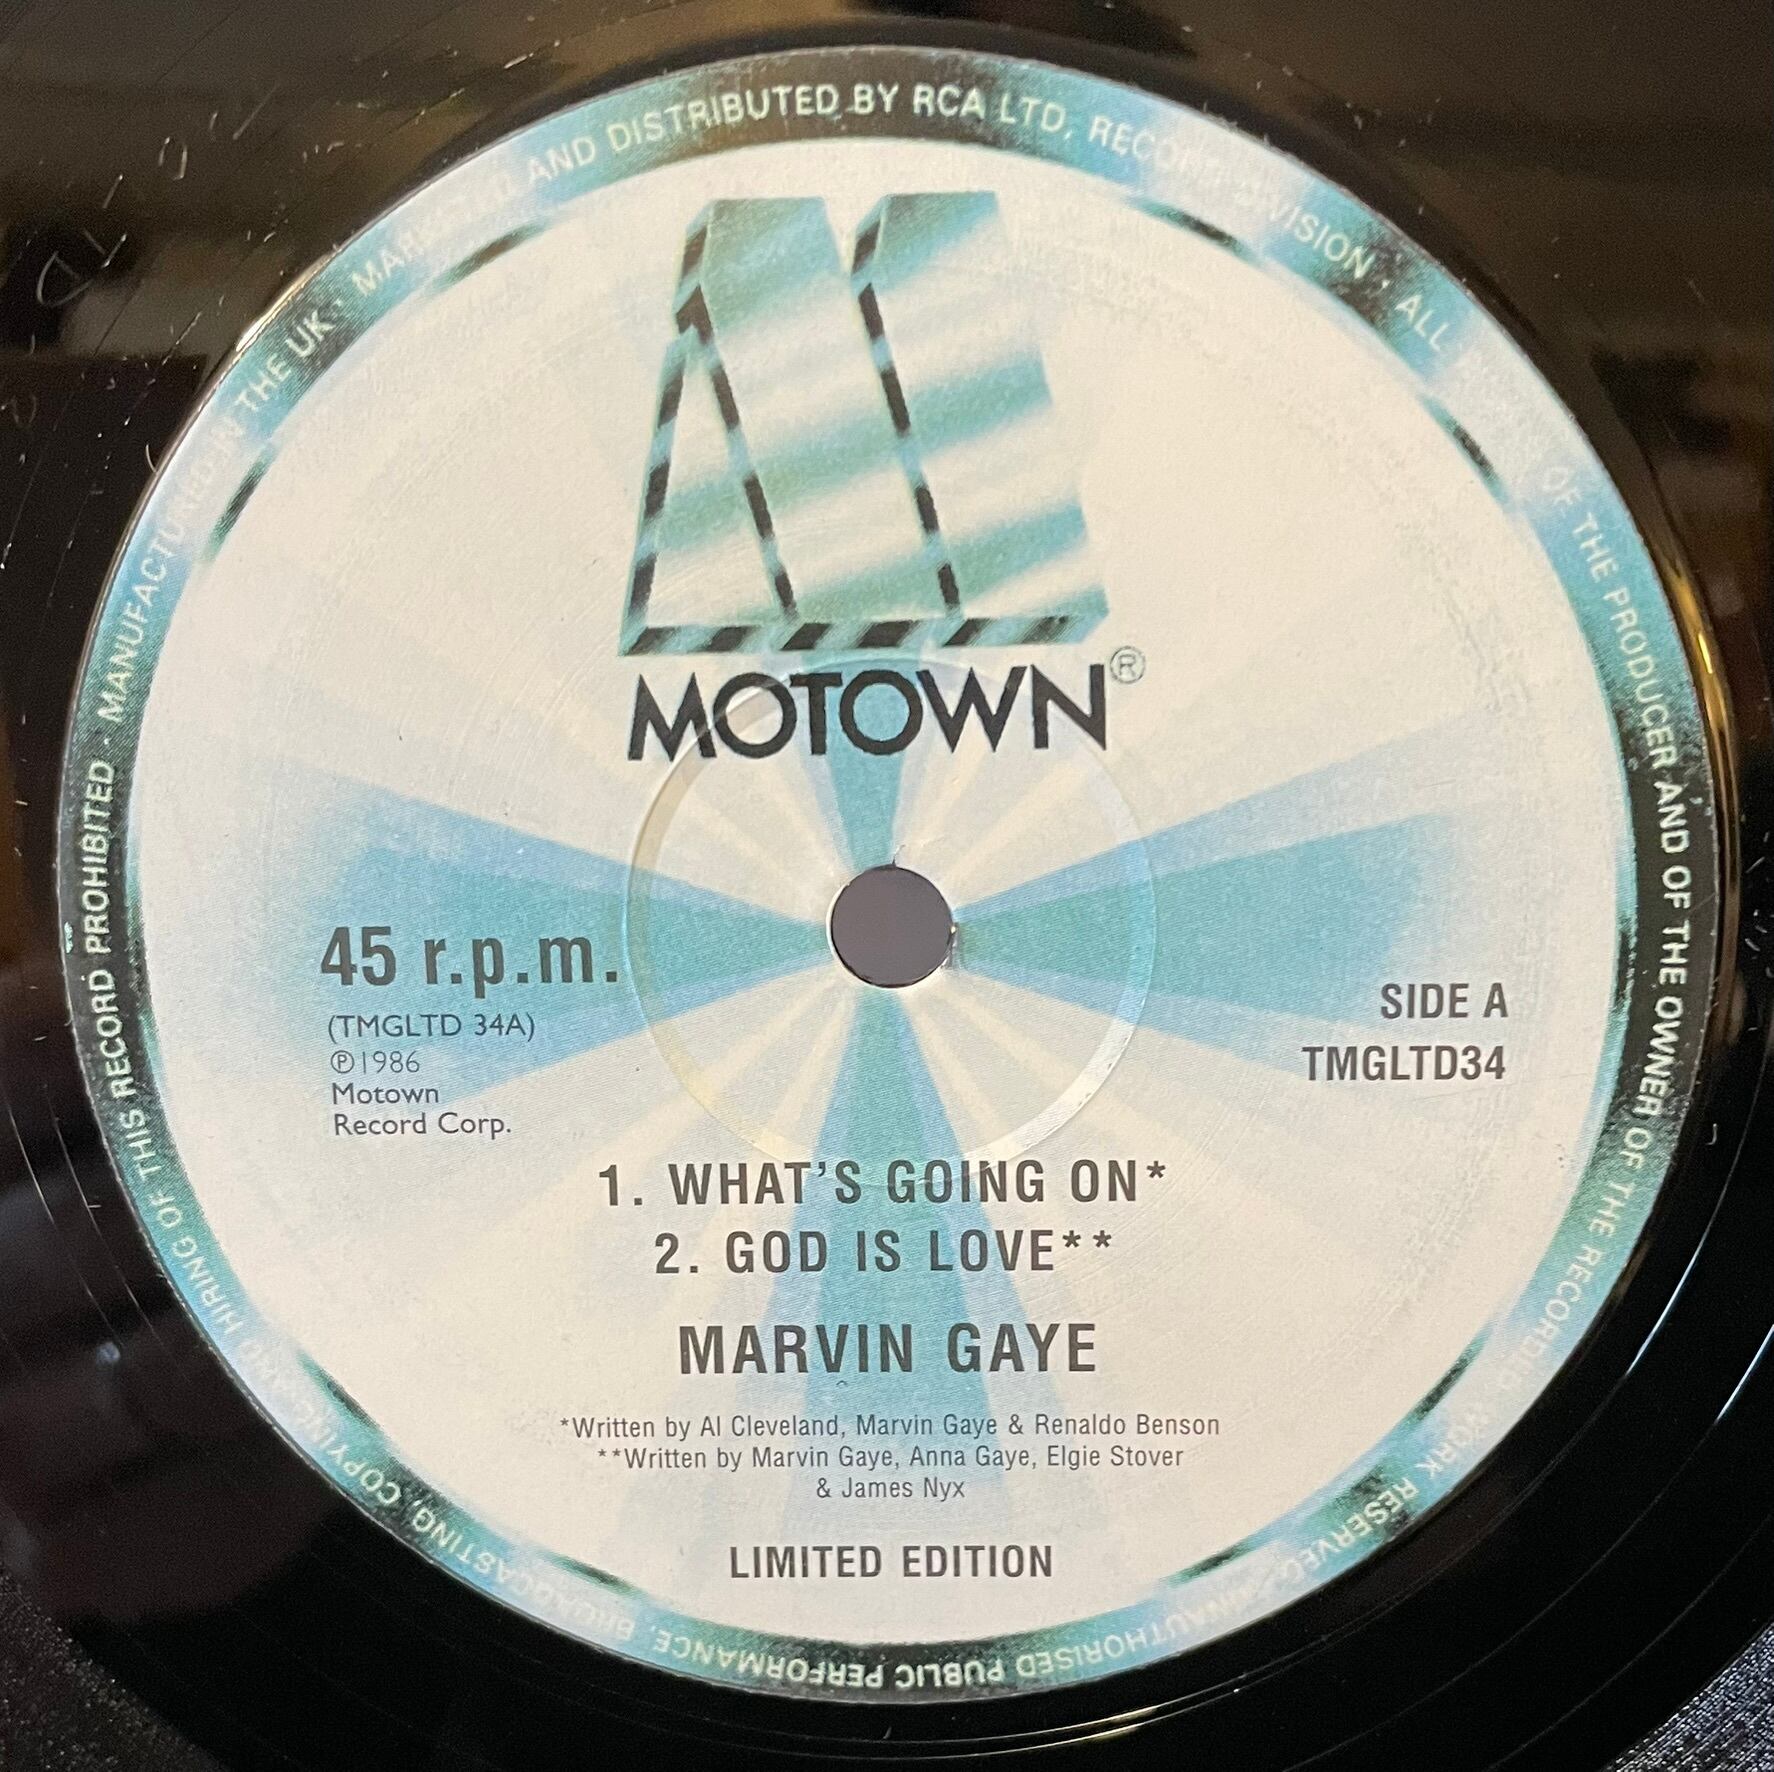 MANUFACTURED IN THE UK · MARKETED AND DISTRIBUTED BY RCA LTD, RECORD DIVISION · ALL OF THE PRODUCER AND OF THE OWNER OF THE RECORDED WORK RESERVED · UNAUTHORISED PUBLIC PERFORMANCE, BROADCASTING, COPYING AND HIRING OF THIS RECORD PROHIBITED ·
MOTOWN®
45 r.p.m.
(TMGLTD 34A)
℗1986
Motown
Record Corp.
SIDE A
TMGLTD34
1. WHAT'S GOING ON*
2. GOD IS LOVE**
MARVIN GAYE
*Written by Al Cleveland, Marvin Gaye & Renaldo Benson
**Written by Marvin Gaye, Anna Gaye, Elgie Stover
& James Nyx
LIMITED EDITION